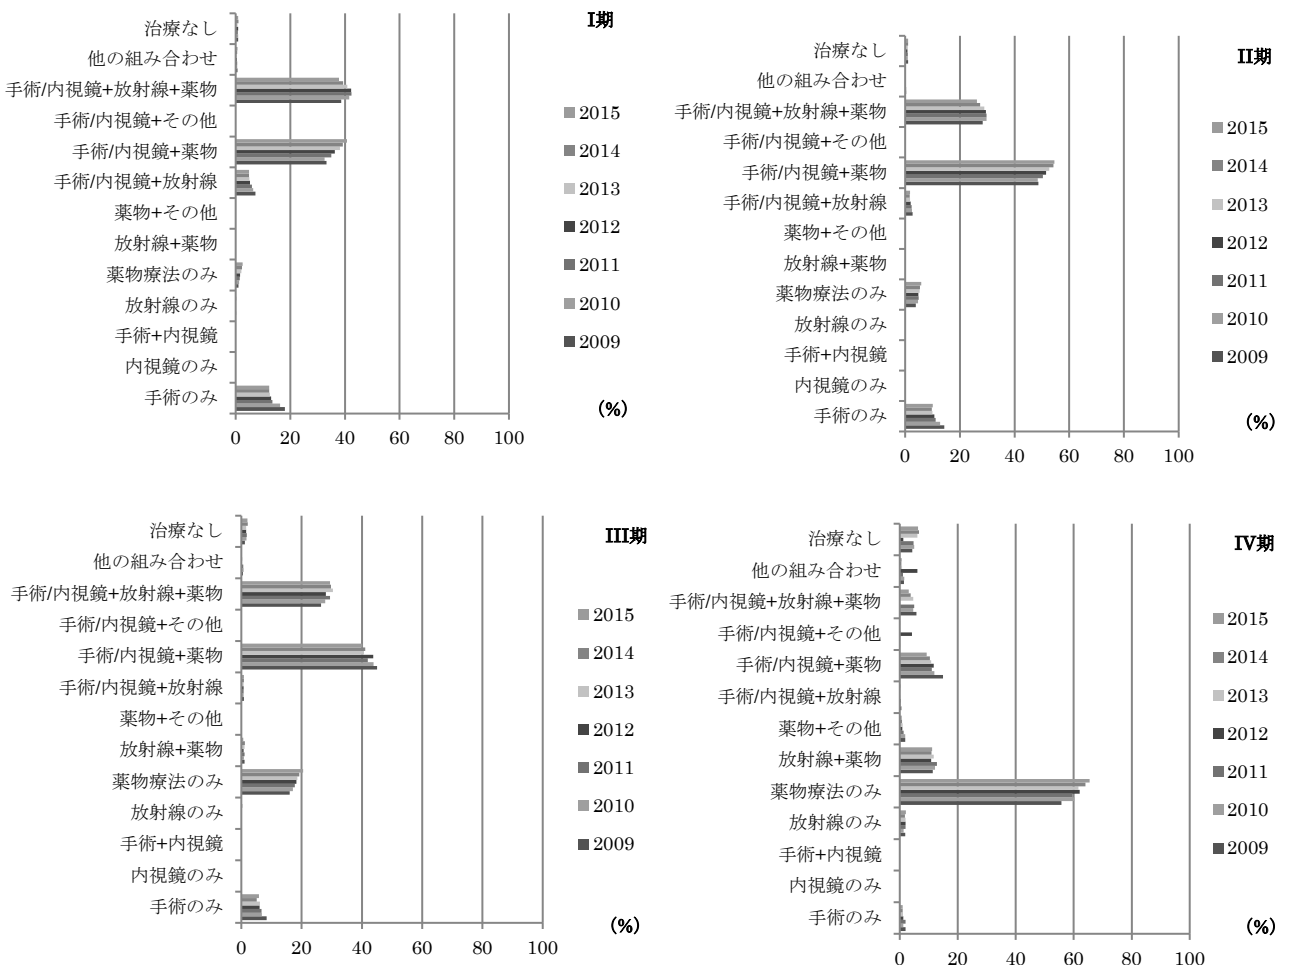 I期
治療なし
他の組み合わせ
手術/内視鏡+放射線+薬物
手術/内視鏡+その他
手術/内視鏡+薬物
手術/内視鏡+放射線
薬物+その他
放射線+薬物
薬物療法のみ
放射線のみ
手術+内視鏡
内視鏡のみ
手術のみ
2015
2014
2013
2012
2011
2010
2009
(%)
0 20 40 60 80 100
II期
治療なし
他の組み合わせ
手術/内視鏡+放射線+薬物
手術/内視鏡+その他
手術/内視鏡+薬物
手術/内視鏡+放射線
薬物+その他
放射線+薬物
薬物療法のみ
放射線のみ
手術+内視鏡
内視鏡のみ
手術のみ
2015
2014
2013
2012
2011
2010
2009
(%)
0 20 40 60 80 100
III期
治療なし
他の組み合わせ
手術/内視鏡+放射線+薬物
手術/内視鏡+その他
手術/内視鏡+薬物
手術/内視鏡+放射線
薬物+その他
放射線+薬物
薬物療法のみ
放射線のみ
手術+内視鏡
内視鏡のみ
手術のみ
2015
2014
2013
2012
2011
2010
2009
(%)
0 20 40 60 80 100
IV期
治療なし
他の組み合わせ
手術/内視鏡+放射線+薬物
手術/内視鏡+その他
手術/内視鏡+薬物
手術/内視鏡+放射線
薬物+その他
放射線+薬物
薬物療法のみ
放射線のみ
手術+内視鏡
内視鏡のみ
手術のみ
2015
2014
2013
2012
2011
2010
2009
(%)
0 20 40 60 80 100